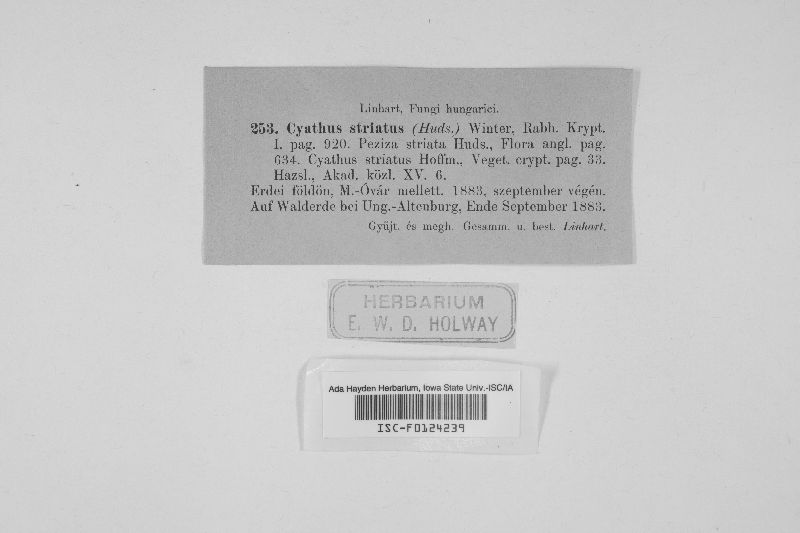 Linhart, Fungi hungarici.
253. Cyathus striatus (Huds.) Winter, Rabh. Krypt.
I. pag. 920. Peziza striata Huds., Flora angl. pag.
634. Cyathus striatus Hoffm., Veget. crypt. pag. 33.
Hazsl., Akad. közl. XV. 6.
Erdei földön, M.-Óvár mellett. 1883. szeptember végén.
Auf Walderde bei Ung.-Altenburg, Ende September 1883.
Gyüjt. és megh. Gesamm. u. best. Linhart.
HERBARIUM
E. W. D. HOLWAY
Ada Hayden Herbarium, Iowa State Univ.-ISC/IA
ISC-F0124239